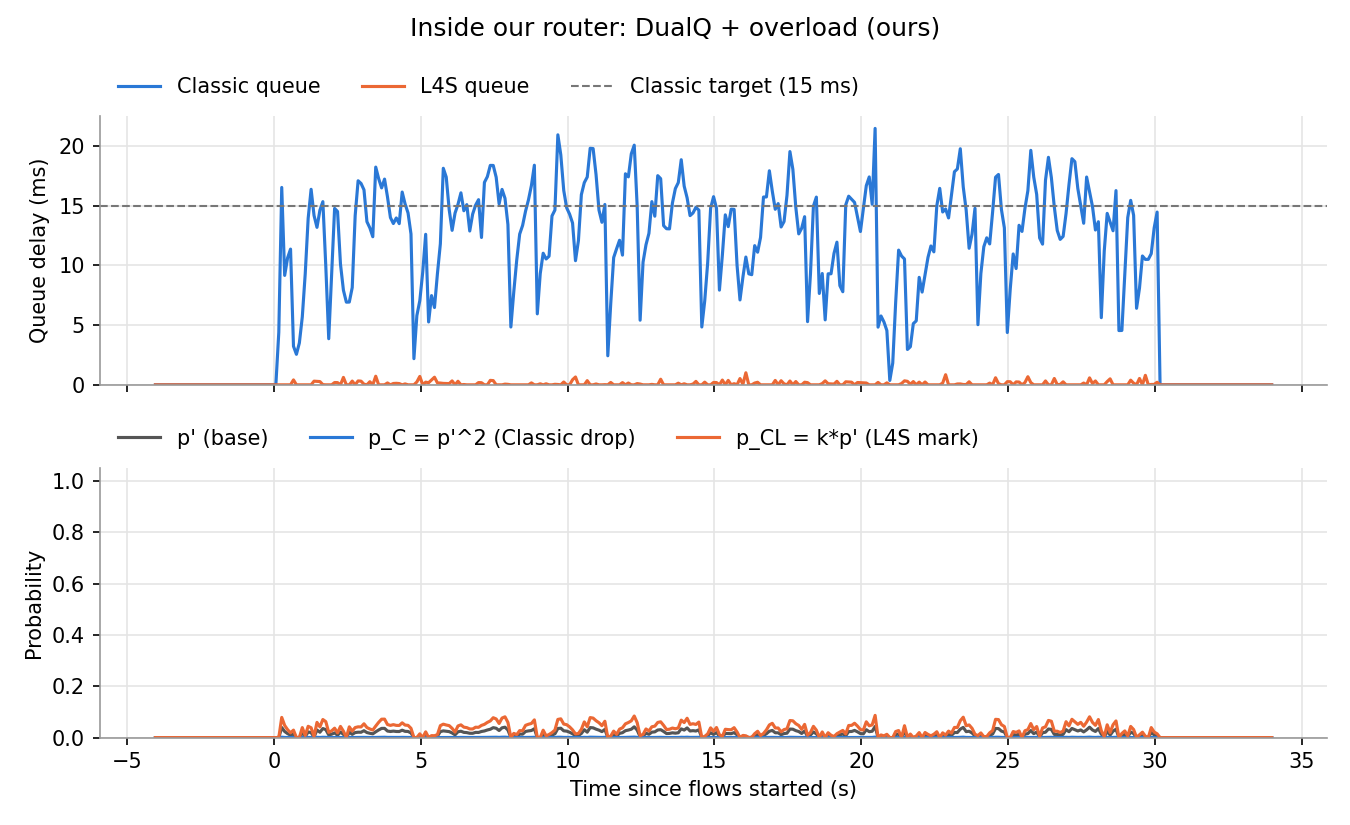 Inside our router: DualQ + overload (ours)
Classic queue L4S queue Classic target (15 ms)
Queue delay (ms)
20
15
10
5
0
p' (base) p_C = p'^2 (Classic drop) p_CL = k*p' (L4S mark)
Probability
1.0
0.8
0.6
0.4
0.2
0.0
−5 0 5 10 15 20 25 30 35
Time since flows started (s)